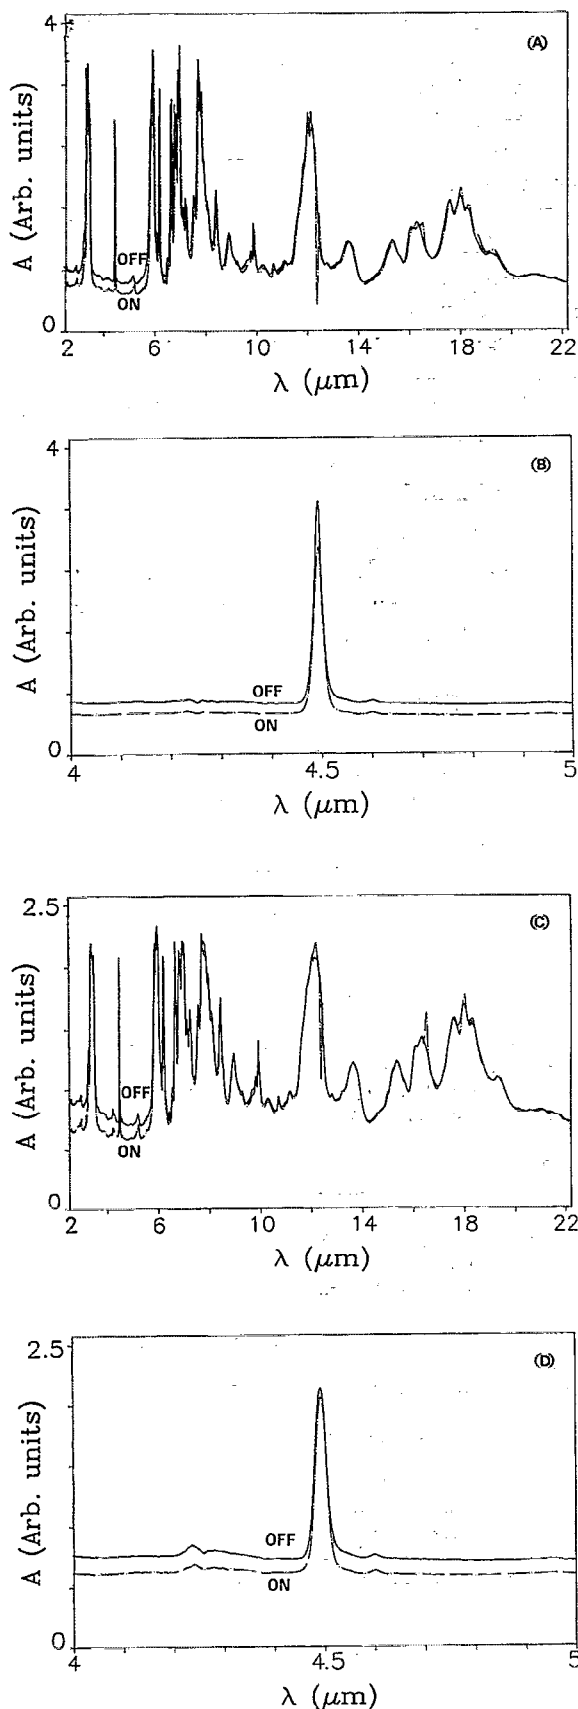 4
(A)
A (Arb. units)
OFF
ON
0
2 6 10 14 18 22
λ (μm)
4
(B)
A (Arb. units)
OFF
ON
0
4 4.5 5
λ (μm)
2.5
(C)
A (Arb. units)
OFF
ON
0
2 6 10 14 18 22
λ (μm)
2.5
(D)
A (Arb. units)
OFF
ON
0
4 4.5 5
λ (μm)